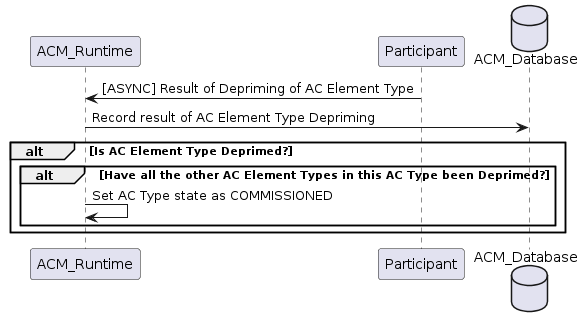 ACM_Runtime
Participant
ACM_Database
[ASYNC] Result of Depriming of AC Element Type
Record result of AC Element Type Depriming
alt [Is AC Element Type Deprimed?]
alt [Have all the other AC Element Types in this AC Type been Deprimed?]
Set AC Type state as COMMISSIONED
ACM_Runtime
Participant
ACM_Database